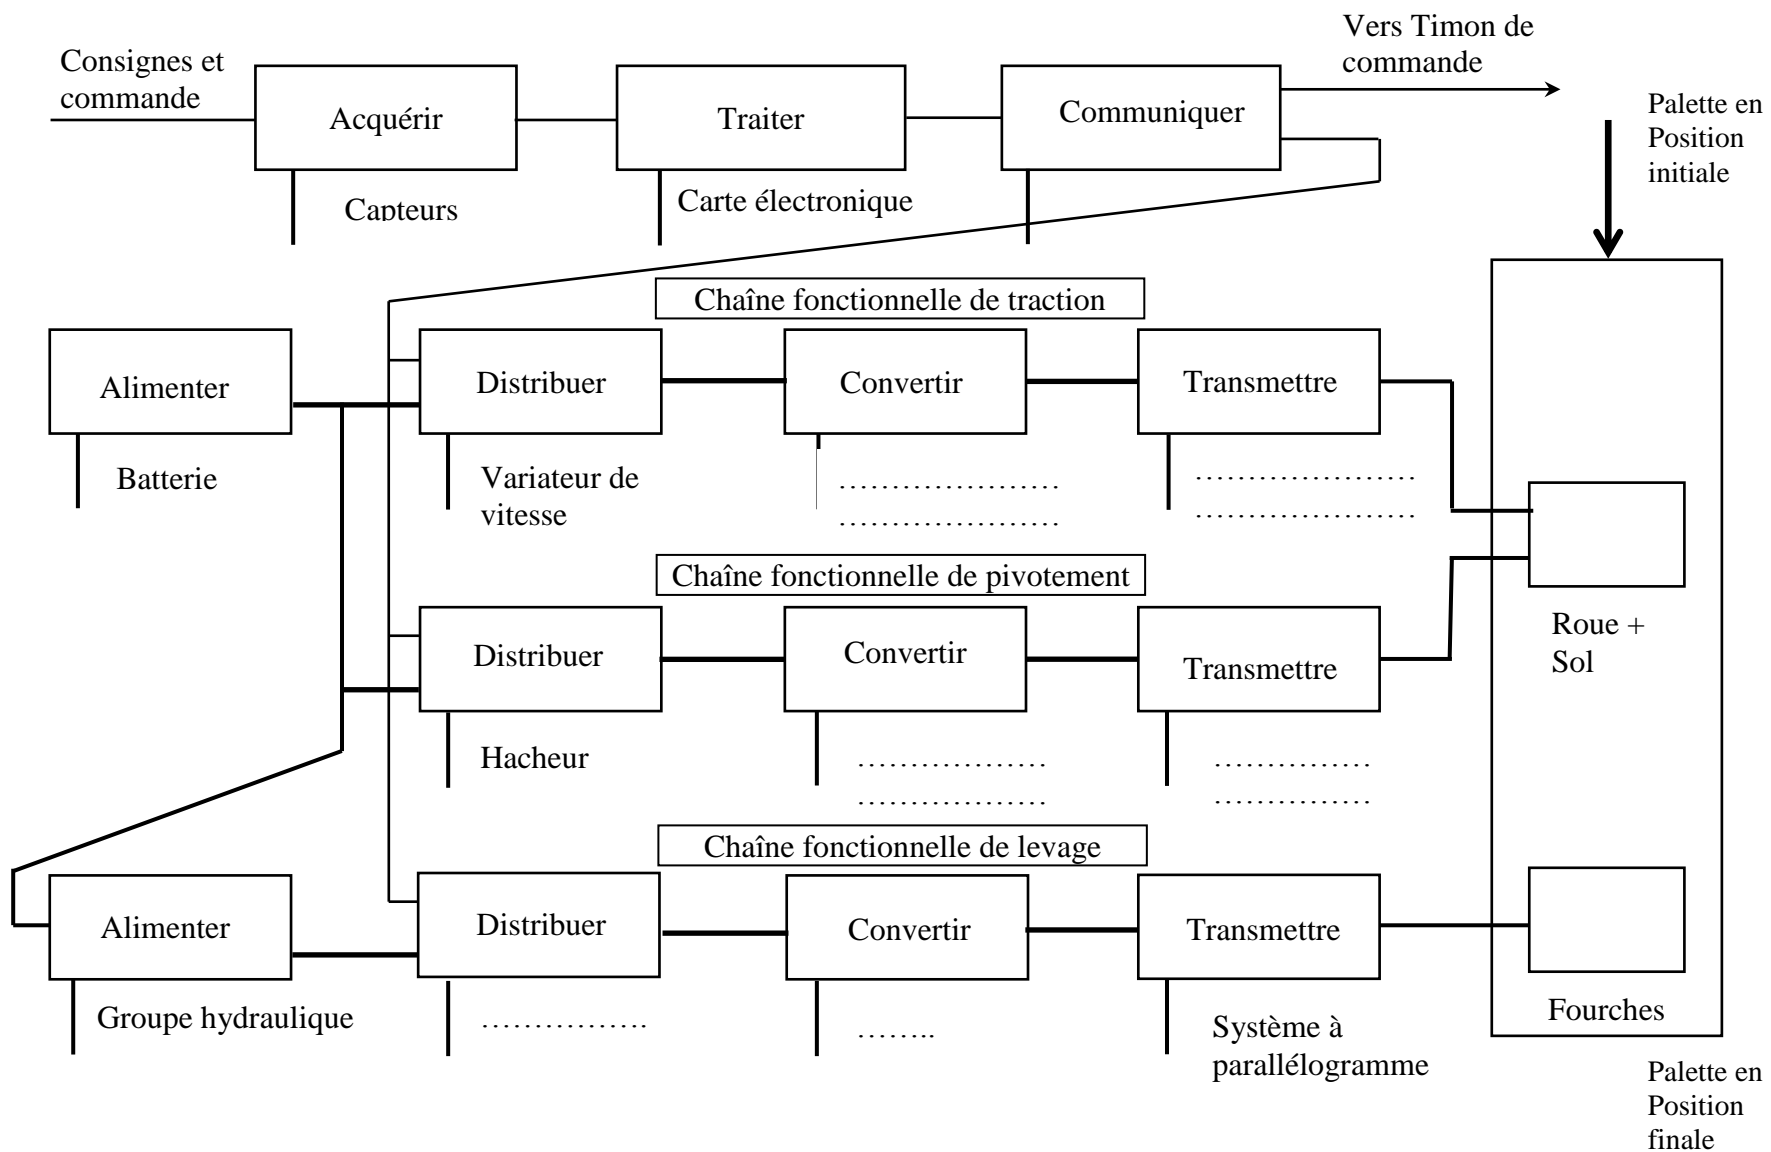 Consignes et
commande
Acquérir
Traiter
Communiquer
Vers Timon de
commande
Palette en
Position
initiale
Capteurs
Carte électronique
Chaîne fonctionnelle de traction
Alimenter
Distribuer
Convertir
Transmettre
Batterie
Variateur de
vitesse
………………….
………………….
………………….
………………….
Chaîne fonctionnelle de pivotement
Distribuer
Convertir
Transmettre
Roue +
Sol
Hacheur
………………
………………
……………
……………
Chaîne fonctionnelle de levage
Alimenter
Distribuer
Convertir
Transmettre
Groupe hydraulique
…………….
……..
Système à
parallélogramme
Fourches
Palette en
Position
finale